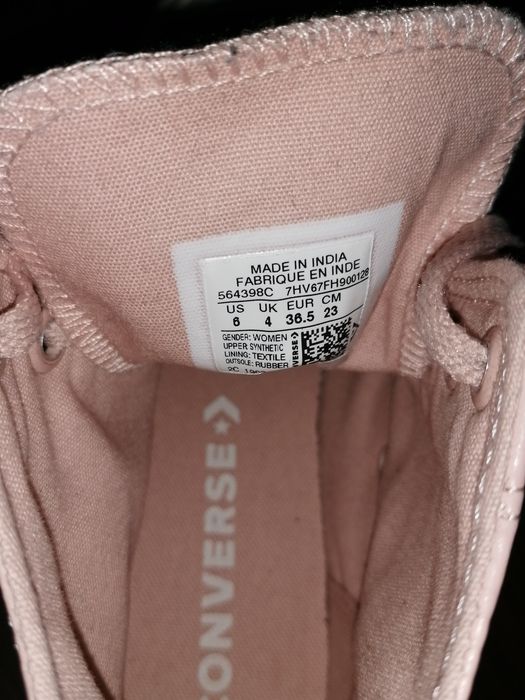 MADE IN INDIA
FABRIQUE EN INDE
564398C 7HV67FH900128
US UK EUR CM
6 4 36.5 23
GENDER: WOMEN
UPPER SYNTHETIC
LINING: TEXTILE
OUTSOLE: RUBBER
2C
CONVERSE